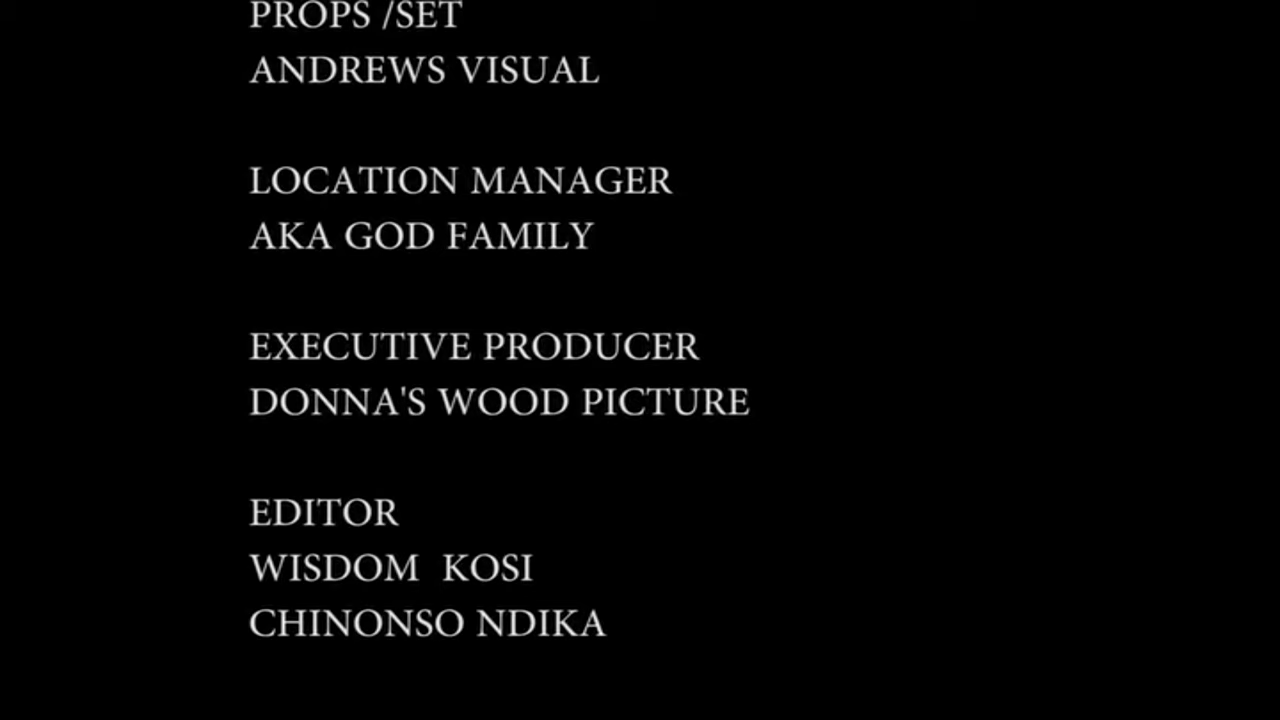 PROPS /SET
ANDREWS VISUAL
LOCATION MANAGER
AKA GOD FAMILY
EXECUTIVE PRODUCER
DONNA'S WOOD PICTURE
EDITOR
WISDOM  KOSI
CHINONSO NDIKA